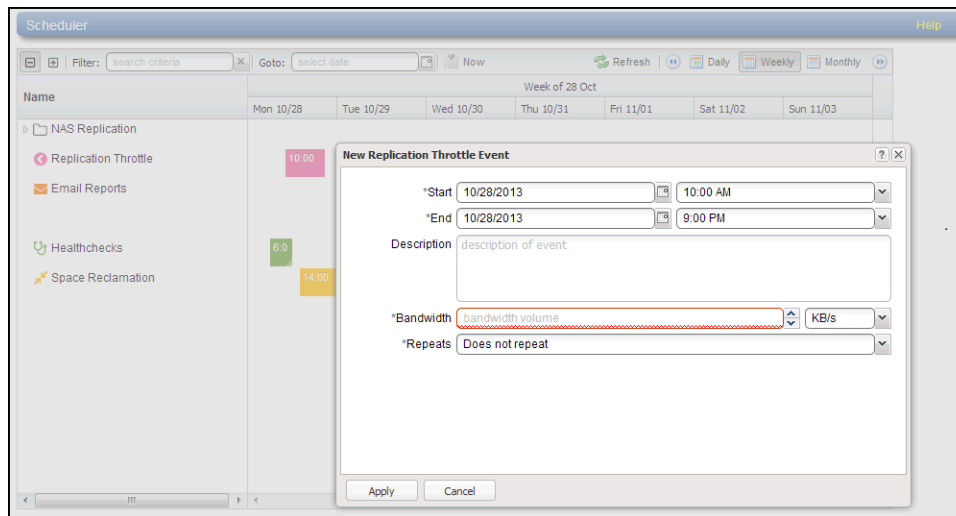 Scheduler Help
Filter: search criteria Goto: select date Now Refresh Daily Weekly Monthly
Name
Week of 28 Oct
Mon 10/28 Tue 10/29 Wed 10/30 Thu 10/31 Fri 11/01 Sat 11/02 Sun 11/03
NAS Replication
Replication Throttle 10:00
Email Reports
Healthchecks 6:0
Space Reclamation 14:00
New Replication Throttle Event
*Start 10/28/2013 10:00 AM
*End 10/28/2013 9:00 PM
Description description of event
*Bandwidth bandwidth volume KB/s
*Repeats Does not repeat
Apply Cancel